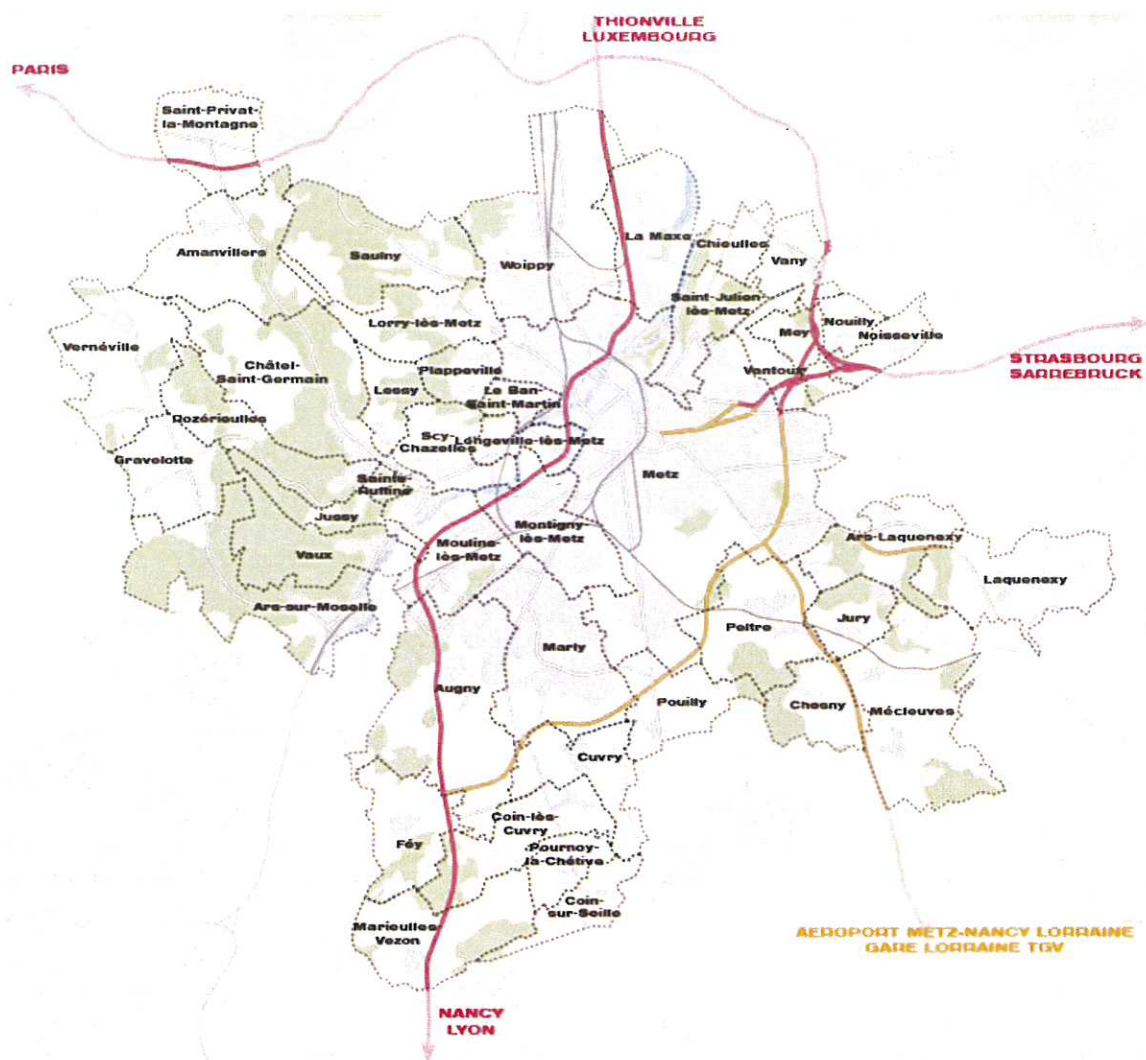 THIONVILLE
LUXEMBOURG
PARIS
Saint-Privat-
la-Montagne
La Maxe
Chieulles
Amanvillers
Saulny
Woippy
Vany
Saint-Julien-
lès-Metz
Lorry-lès-Metz
Mey
Nouilly
Noisseville
Vernéville
Châtel-
Saint-Germain
Plappeville
Vantoux
STRASBOURG
SARREBRUCK
Lessy
Le Ban-
Saint-Martin
Rozérieulles
Scy-
Chazelles
Longeville-lès-Metz
Gravelotte
Metz
Sainte-
Ruffine
Jussy
Montigny-
lès-Metz
Moulins-
lès-Metz
Ars-Laquenexy
Vaux
Laquenexy
Ars-sur-Moselle
Jury
Peltre
Marly
Augny
Pouilly
Chesny
Mécleuves
Cuvry
Coin-lès-
Cuvry
Féy
Pournoy-
la-Chétive
Coin-
sur-Seille
Marieulles-
Vezon
AEROPORT METZ-NANCY LORRAINE
GARE LORRAINE TGV
NANCY
LYON